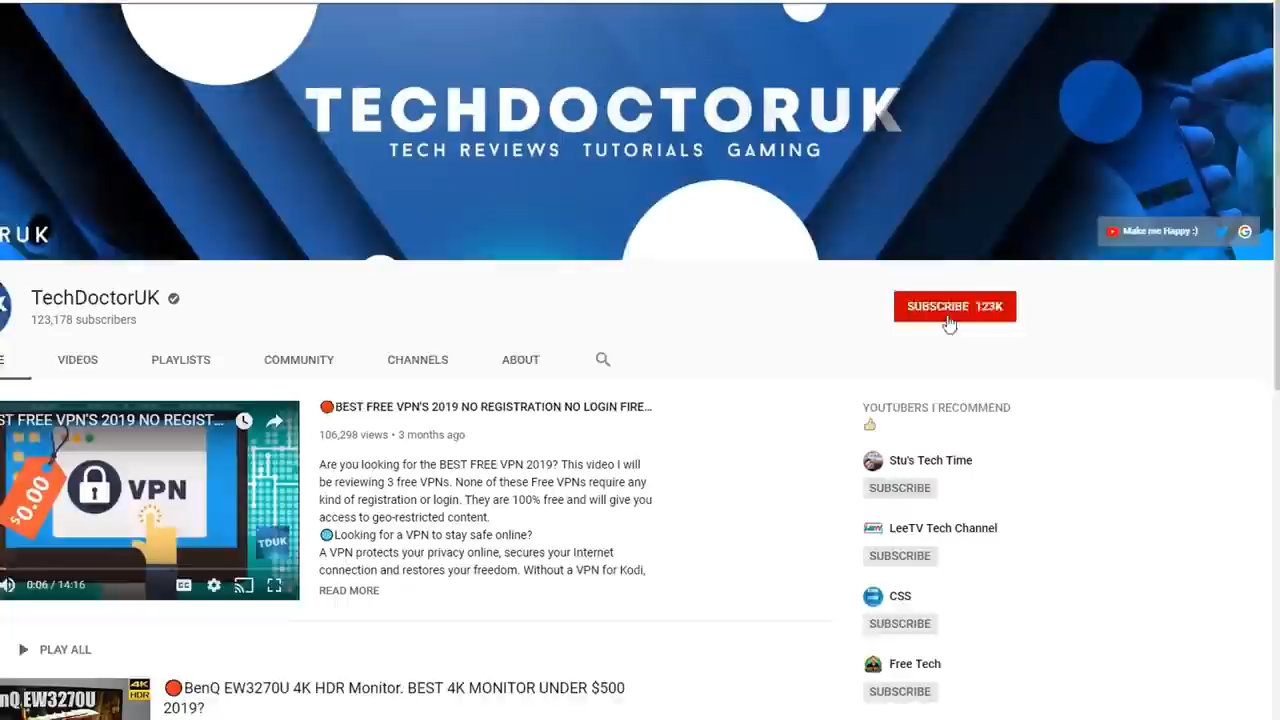 TECHDOCTORUK
TECH REVIEWS TUTORIALS GAMING
RUK
Make me Happy :)
TechDoctorUK
123,178 subscribers
SUBSCRIBE 123K
E VIDEOS PLAYLISTS COMMUNITY CHANNELS ABOUT
ST FREE VPN'S 2019 NO REGIST...
$0.00
VPN
TDUK
0:06 / 14:16
CC
🔴BEST FREE VPN'S 2019 NO REGISTRATION NO LOGIN FIRE...
106,298 views • 3 months ago
Are you looking for the BEST FREE VPN 2019? This video I will
be reviewing 3 free VPNs. None of these Free VPNs require any
kind of registration or login. They are 100% free and will give you
access to geo-restricted content.
🔵Looking for a VPN to stay safe online?
A VPN protects your privacy online, secures your Internet
connection and restores your freedom. Without a VPN for Kodi,
READ MORE
YOUTUBERS I RECOMMEND
👍
Stu's Tech Time
SUBSCRIBE
LeeTV Tech Channel
SUBSCRIBE
CSS
SUBSCRIBE
Free Tech
SUBSCRIBE
PLAY ALL
nQ EW3270U
4K
HDR
🔴BenQ EW3270U 4K HDR Monitor. BEST 4K MONITOR UNDER $500
2019?